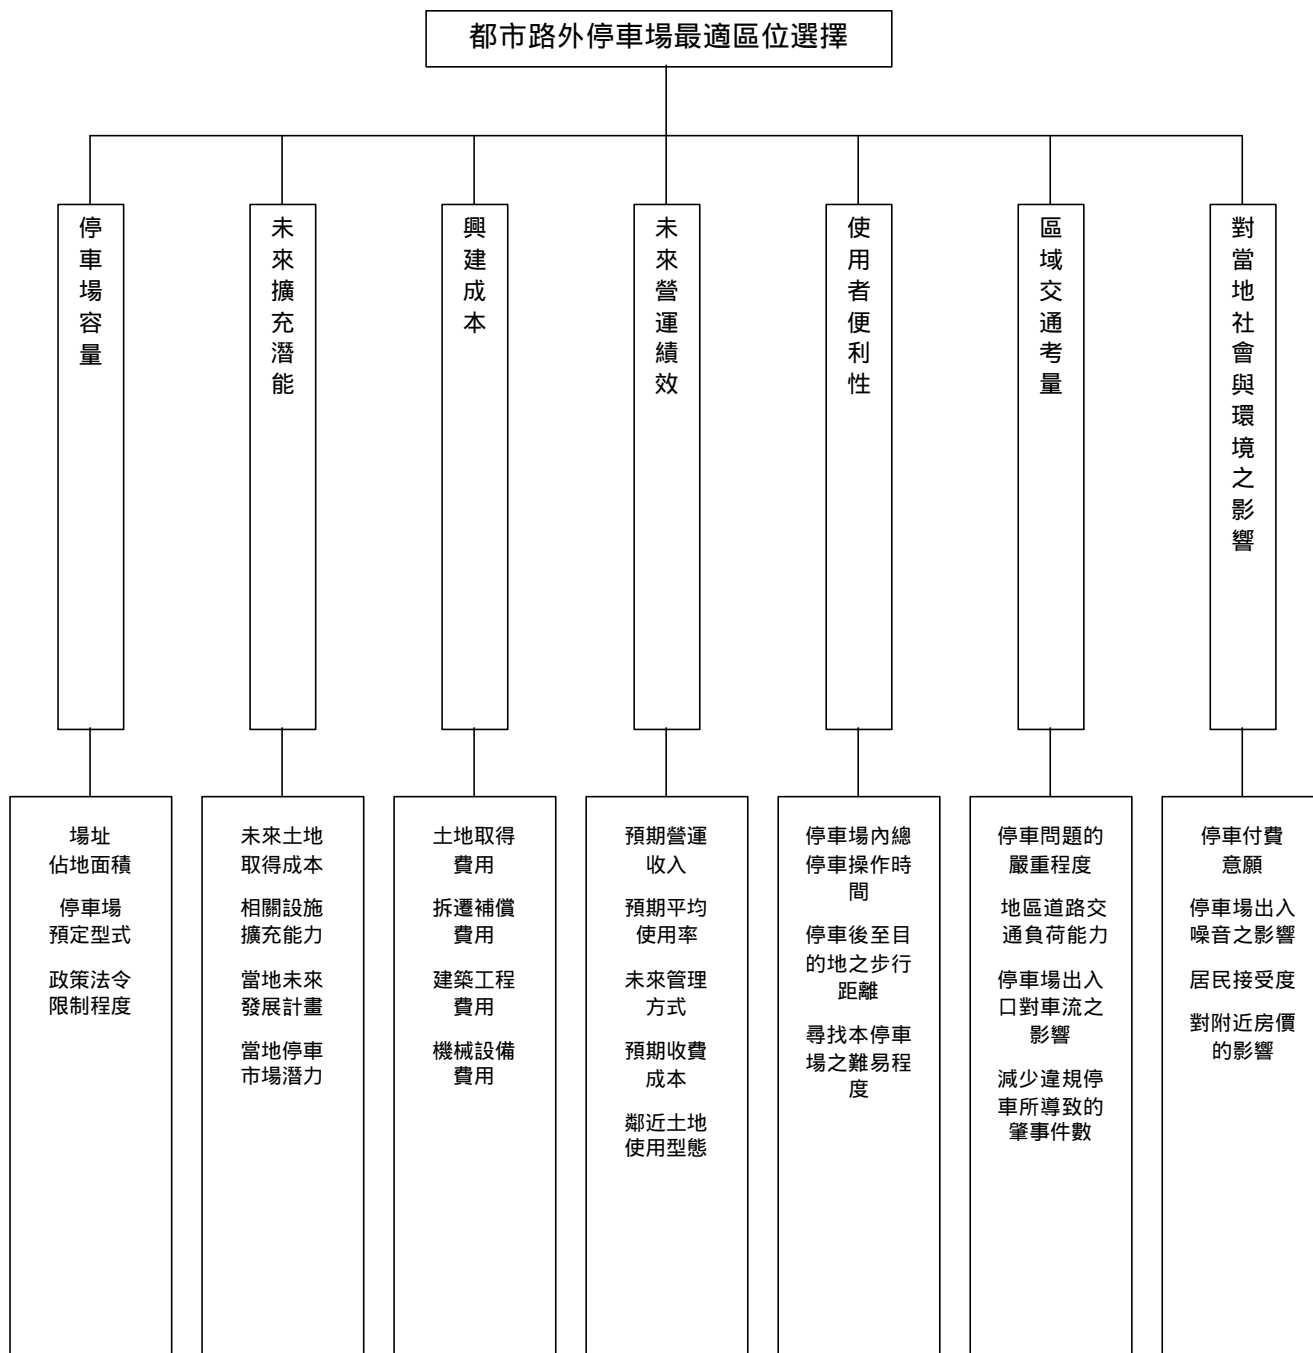 都市路外停車場最適區位選擇
停車場容量
未來擴充潛能
興建成本
未來營運績效
使用者便利性
區域交通考量
對當地社會與環境之影響
場址
佔地面積
停車場
預定型式
政策法令
限制程度
未來土地
取得成本
相關設施
擴充能力
當地未來
發展計畫
當地停車
市場潛力
土地取得
費用
拆遷補償
費用
建築工程
費用
機械設備
費用
預期營運
收入
預期平均
使用率
未來管理
方式
預期收費
成本
鄰近土地
使用型態
停車場內總
停車操作時
間
停車後至目
的地之步行
距離
尋找本停車
場之難易程
度
停車問題的
嚴重程度
地區道路交
通負荷能力
停車場出入
口對車流之
影響
減少違規停
車所導致的
肇事件數
停車付費
意願
停車場出入
噪音之影響
居民接受度
對附近房價
的影響